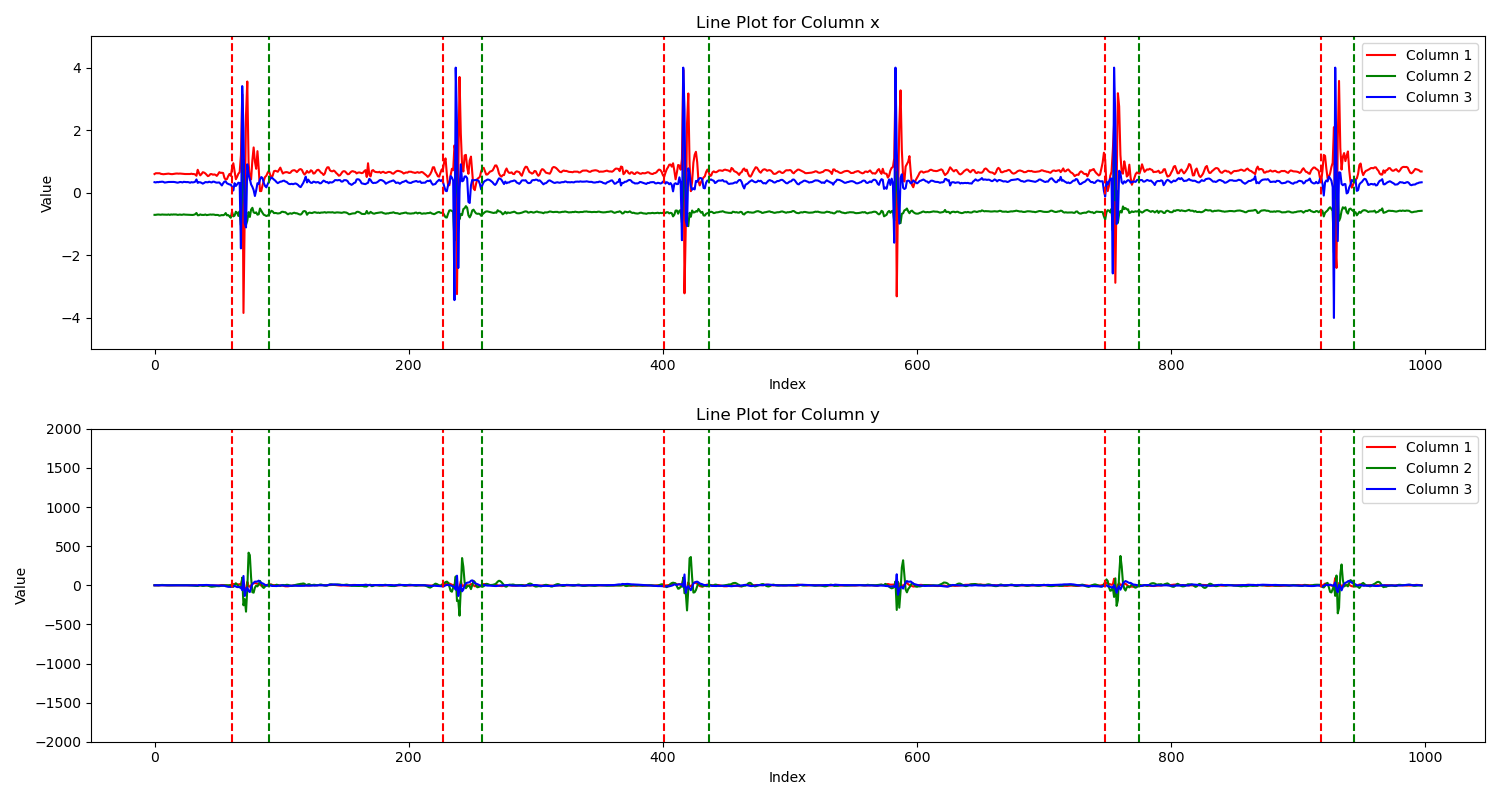 Line Plot for Column x
Value
4
2
0
−2
−4
Column 1
Column 2
Column 3
0
200
400
600
800
1000
Index
Line Plot for Column y
Value
2000
1500
1000
500
0
−500
−1000
−1500
−2000
Column 1
Column 2
Column 3
0
200
400
600
800
1000
Index